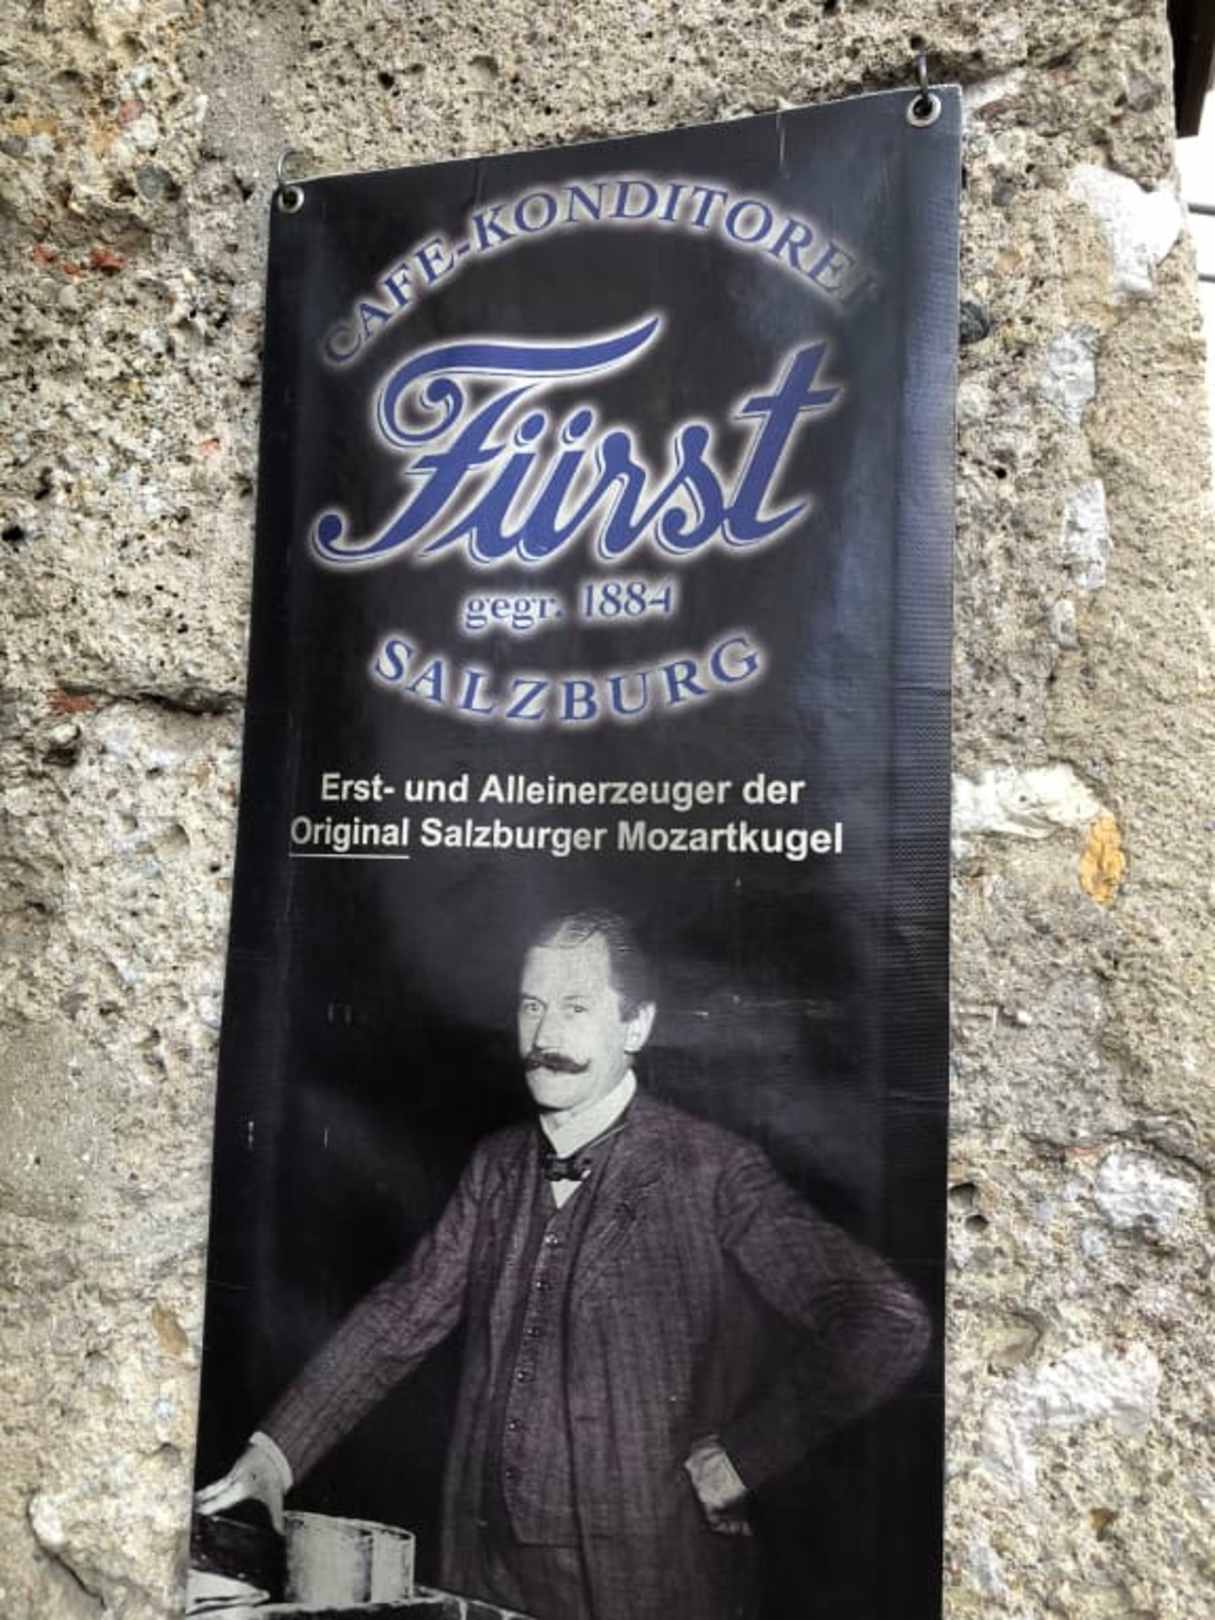 CAFE-KONDITOREI
Fürst
gegr. 1884
SALZBURG
Erst- und Alleinerzeuger der
Original Salzburger Mozartkugel